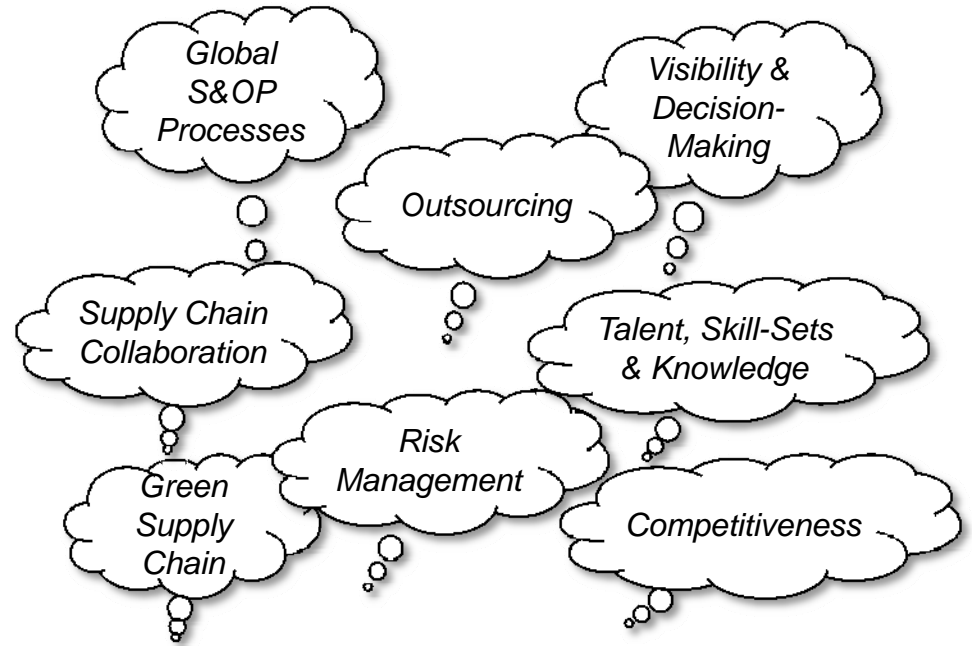 Global
S&OP
Processes
Visibility &
Decision-
Making
Outsourcing
Supply Chain
Collaboration
Talent, Skill-Sets
& Knowledge
Risk
Management
Green
Supply
Chain
Competitiveness